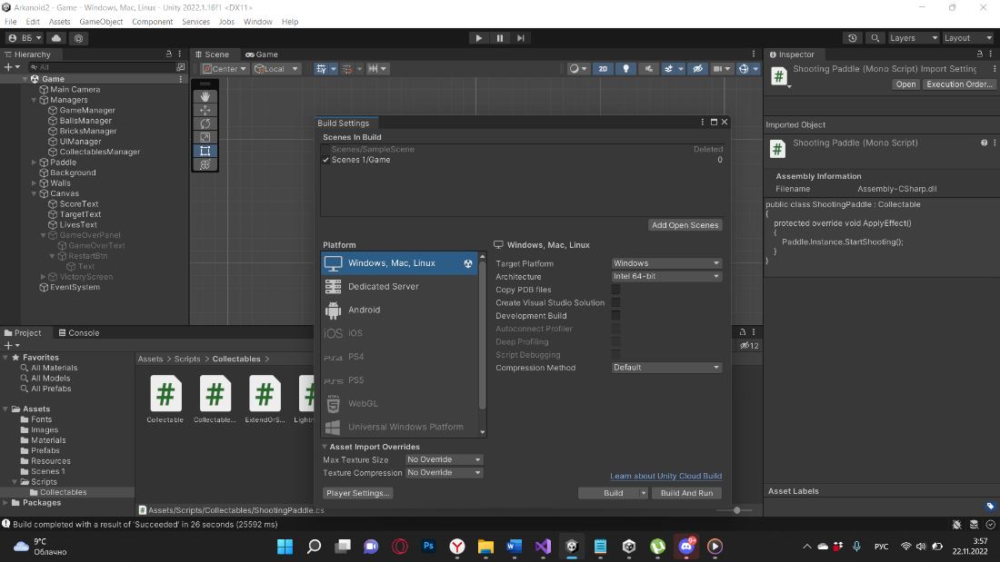 Arkanoid2 - Game - Windows, Mac, Linux - Unity 2022.1.16f1 <DX11>
File Edit Assets GameObject Component Services Jobs Window Help
ВБ
Layers
Layout
Hierarchy
All
Game
Main Camera
Managers
GameManager
BallsManager
BricksManager
UIManager
CollectablesManager
Paddle
Background
Walls
Canvas
ScoreText
TargetText
LivesText
GameOverPanel
GameOverText
RestartBtn
Text
VictoryScreen
EventSystem
Scene
Game
Center
Local
2D
Build Settings
Scenes In Build
Scenes/SampleScene Deleted
Scenes 1/Game 0
Add Open Scenes
Platform
Windows, Mac, Linux
Dedicated Server
Android
iOS iOS
PS4 PS4
PS5 PS5
HTML
WebGL
Universal Windows Platform
Windows, Mac, Linux
Target Platform Windows
Architecture Intel 64-bit
Copy PDB files
Create Visual Studio Solution
Development Build
Autoconnect Profiler
Deep Profiling
Script Debugging
Compression Method Default
Asset Import Overrides
Max Texture Size No Override
Texture Compression No Override
Learn about Unity Cloud Build
Player Settings...
Build
Build And Run
Inspector
Shooting Paddle (Mono Script) Import Setting
Open
Execution Order...
Imported Object
Shooting Paddle (Mono Script)
Assembly Information
Filename Assembly-CSharp.dll
public class ShootingPaddle : Collectable
{
protected override void ApplyEffect()
{
Paddle.Instance.StartShooting();
}
}
Asset Labels
Project
Console
12
Favorites
All Materials
All Models
All Prefabs
Assets
Fonts
Images
Materials
Prefabs
Resources
Scenes 1
Scripts
Collectables
Packages
Assets > Scripts > Collectables >
Collectable
Collectable...
ExtendOrS...
Assets/Scripts/Collectables/ShootingPaddle.cs
Build completed with a result of 'Succeeded' in 26 seconds (25592 ms)
9°C
Облачно
Ps
9+
РУС
3:57
22.11.2022